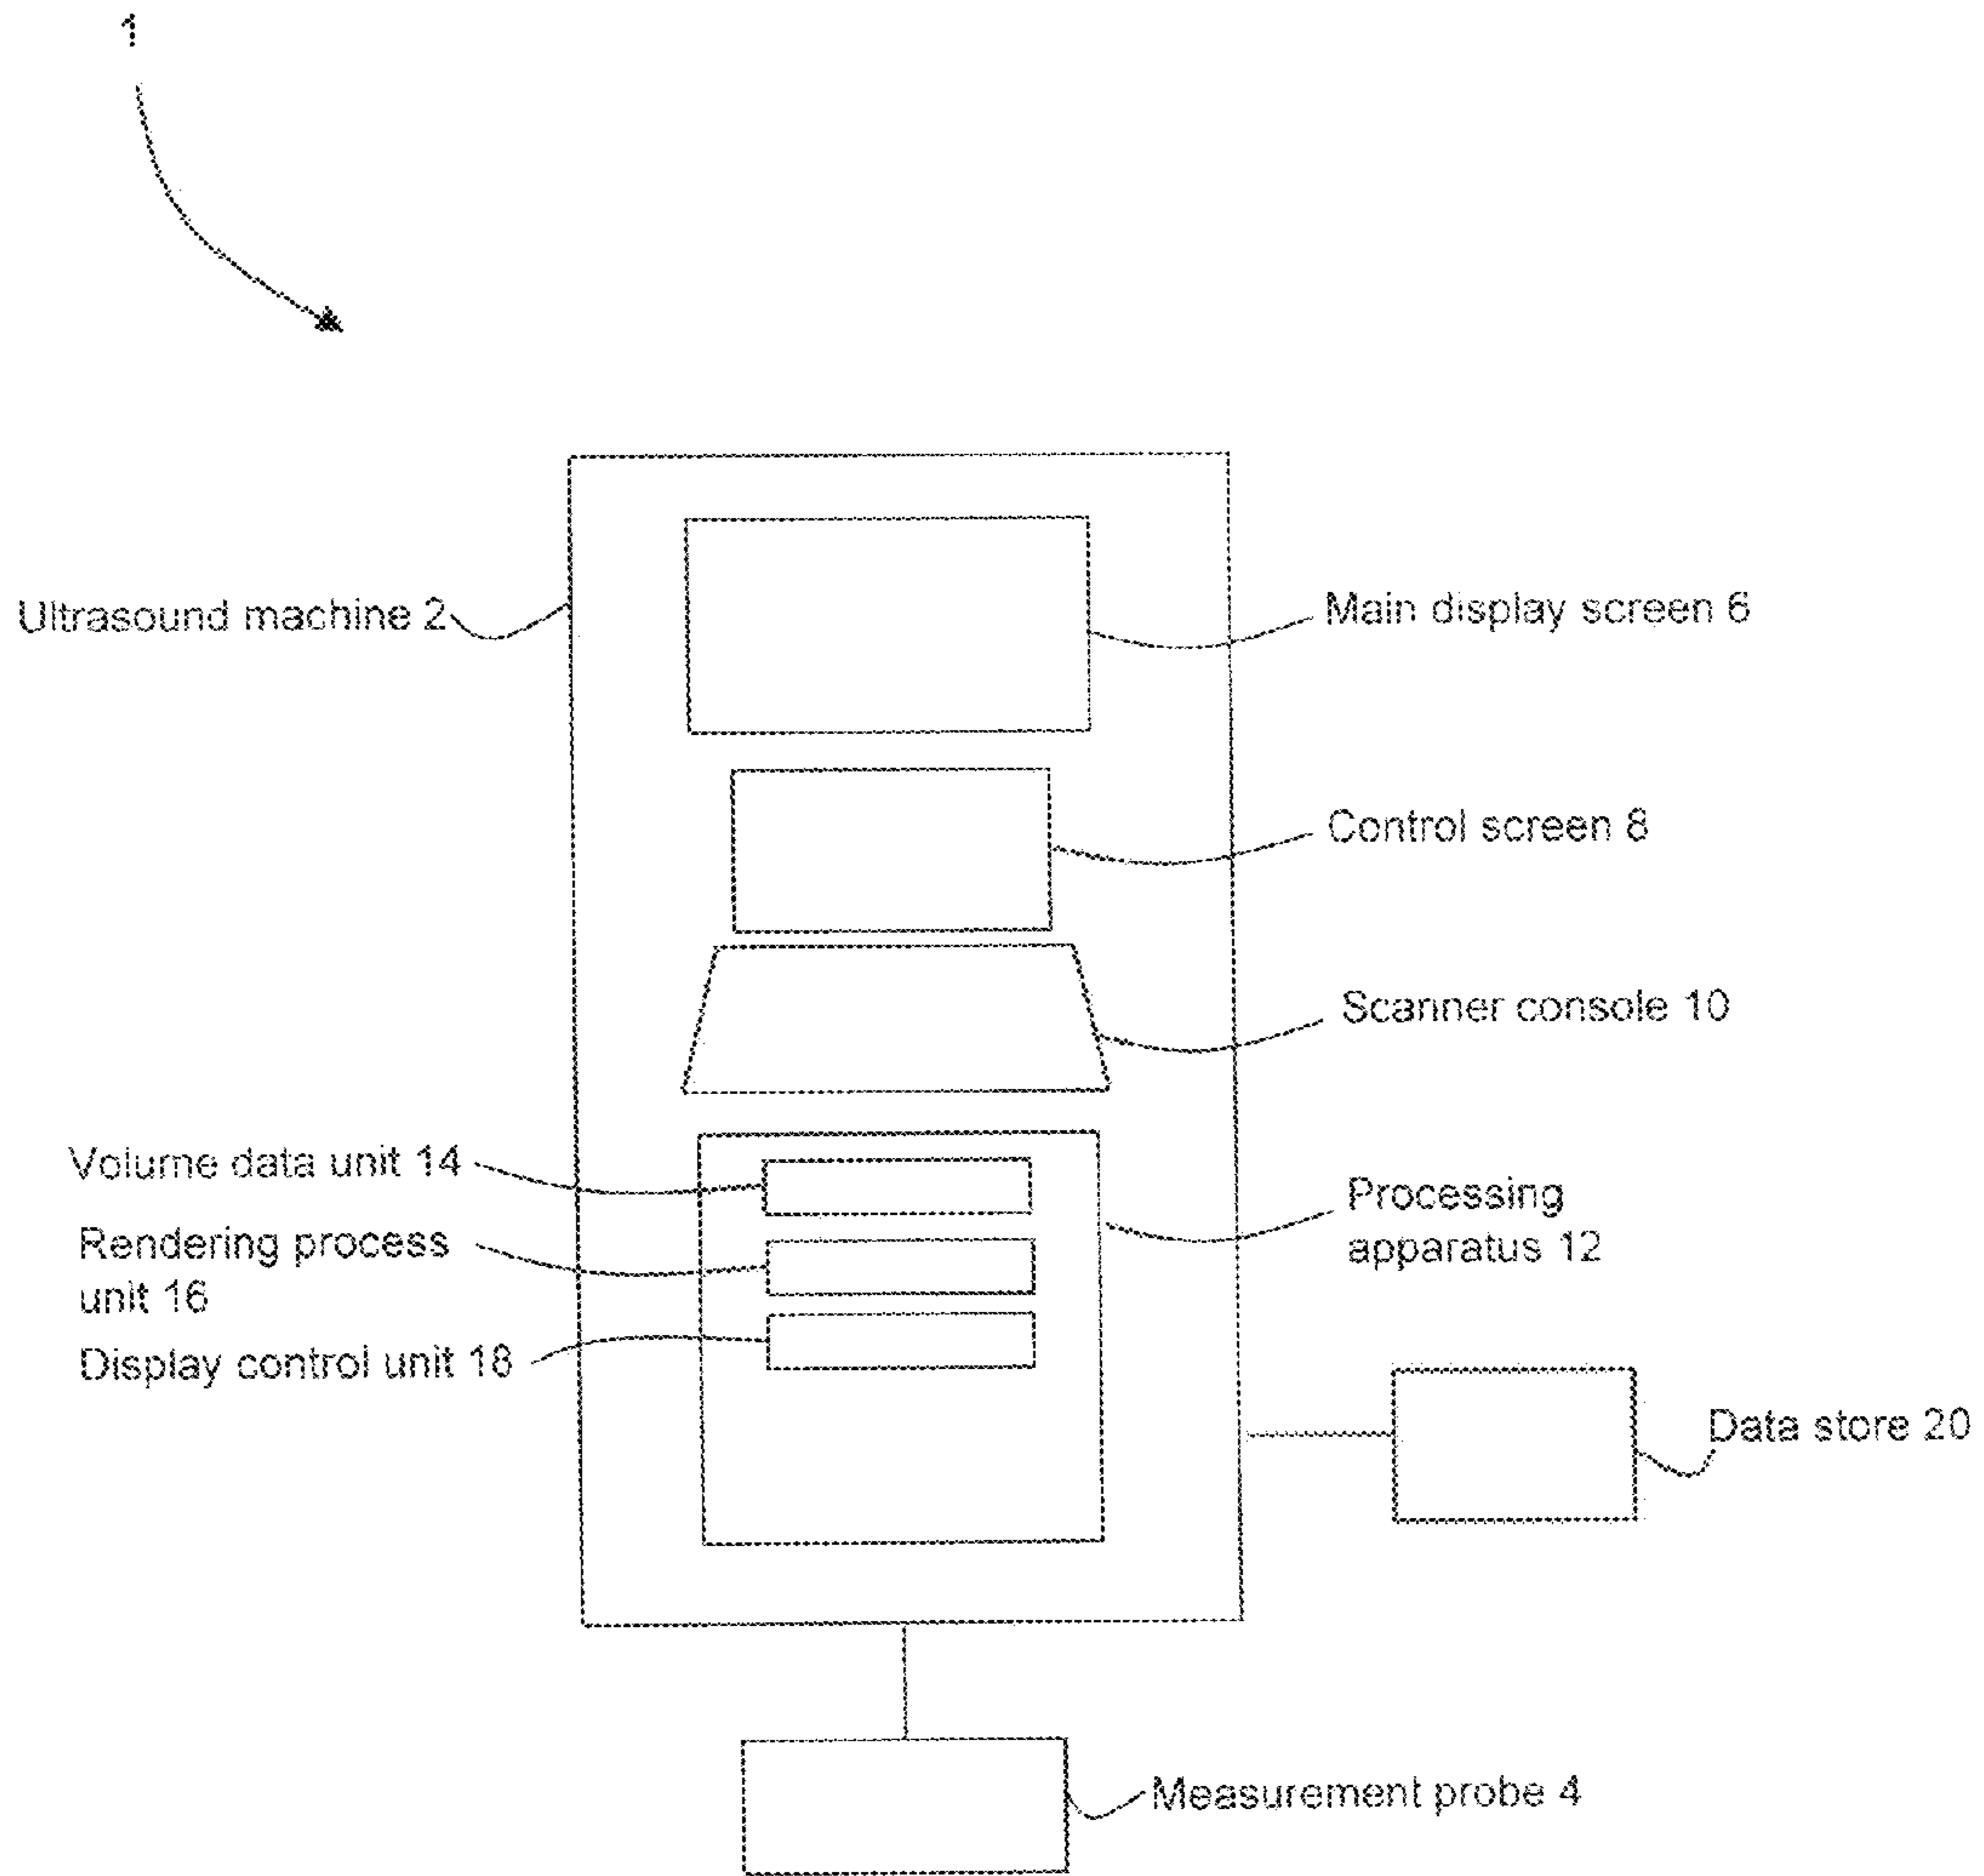 1
Ultrasound machine 2
Main display screen 6
Control screen 8
Scanner console 10
Volume data unit 14
Processing
apparatus 12
Rendering process
unit 16
Display control unit 18
Data store 20
Measurement probe 4